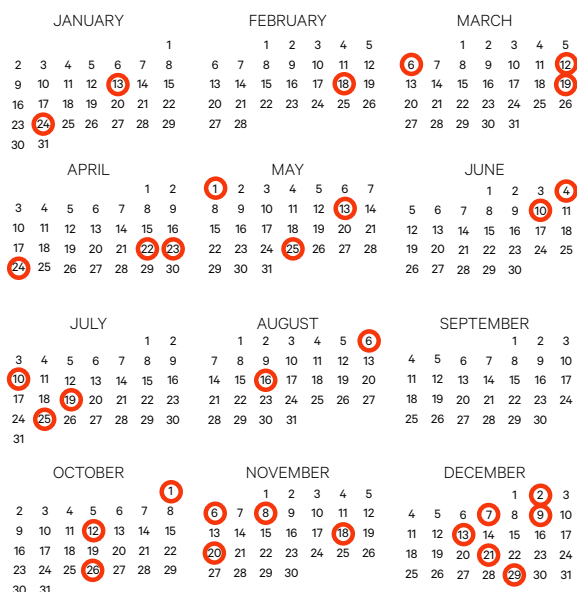 JANUARY FEBRUARY MARCH
1 1 2 3 4 5 1 2 3 4 5
2 3 4 5 6 7 8 6 7 8 9 10 11 12 6 7 8 9 10 11 12
9 10 11 12 13 14 15 13 14 15 16 17 18 19 13 14 15 16 17 18 19
16 17 18 19 20 21 22 20 21 22 23 24 25 26 20 21 22 23 24 25 26
23 24 25 26 27 28 29 27 28 27 28 29 30 31
30 31
APRIL MAY JUNE
1 2 1 2 3 4 5 6 7 1 2 3 4
3 4 5 6 7 8 9 8 9 10 11 12 13 14 5 6 7 8 9 10 11
10 11 12 13 14 15 16 15 16 17 18 19 20 21 12 13 14 15 16 17 18
17 18 19 20 21 22 23 22 23 24 25 26 27 28 19 20 21 22 23 24 25
24 25 26 27 28 29 30 29 30 31 26 27 28 29 30
JULY AUGUST SEPTEMBER
1 2 1 2 3 4 5 6 1 2 3
3 4 5 6 7 8 9 7 8 9 10 11 12 13 4 5 6 7 8 9 10
10 11 12 13 14 15 16 14 15 16 17 18 19 20 11 12 13 14 15 16 17
17 18 19 20 21 22 23 21 22 23 24 25 26 27 18 19 20 21 22 23 24
24 25 26 27 28 29 30 28 29 30 31 25 26 27 28 29 30
31
OCTOBER NOVEMBER DECEMBER
1 1 2 3 4 5 1 2 3
2 3 4 5 6 7 8 6 7 8 9 10 11 12 4 5 6 7 8 9 10
9 10 11 12 13 14 15 13 14 15 16 17 18 19 11 12 13 14 15 16 17
16 17 18 19 20 21 22 20 21 22 23 24 25 26 18 19 20 21 22 23 24
23 24 25 26 27 28 29 27 28 29 30 25 26 27 28 29 30 31
30 31